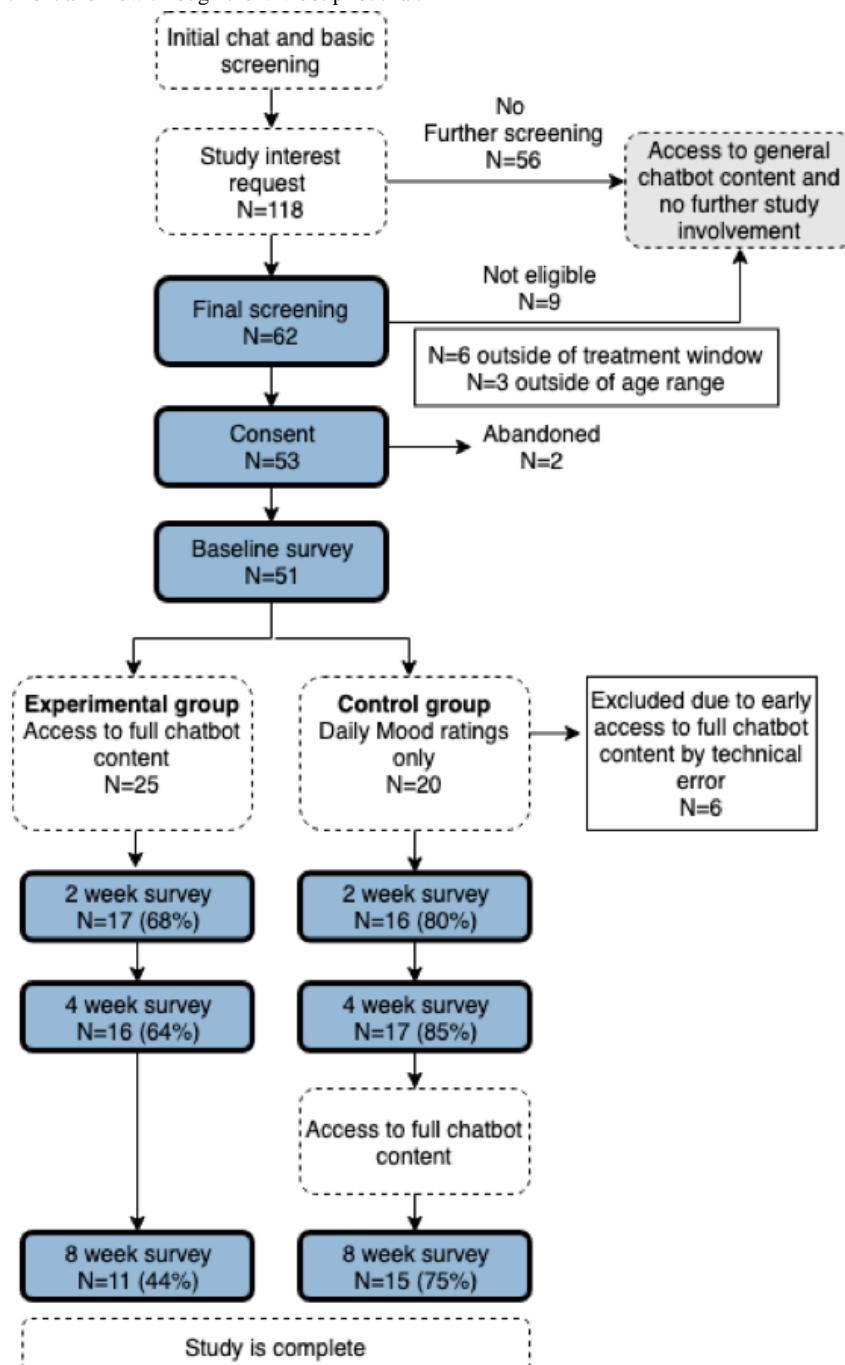 Initial chat and basic
screening
Study interest
request
N=118
No
Further screening
N=56
Access to general
chatbot content and
no further study
involvement
Final screening
N=62
Not eligible
N=9
N=6 outside of treatment window
N=3 outside of age range
Consent
N=53
Abandoned
N=2
Baseline survey
N=51
Experimental group
Access to full chatbot
content
N=25
Control group
Daily Mood ratings
only
N=20
Excluded due to early
access to full chatbot
content by technical
error
N=6
2 week survey
N=17 (68%)
2 week survey
N=16 (80%)
4 week survey
N=16 (64%)
4 week survey
N=17 (85%)
Access to full chatbot
content
8 week survey
N=11 (44%)
8 week survey
N=15 (75%)
Study is complete